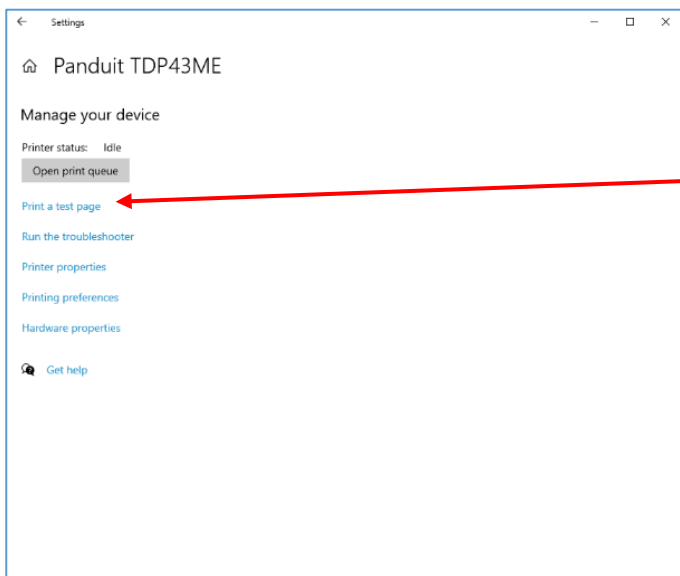 Settings
Panduit TDP43ME
Manage your device
Printer status: Idle
Open print queue
Print a test page
Run the troubleshooter
Printer properties
Printing preferences
Hardware properties
Get help